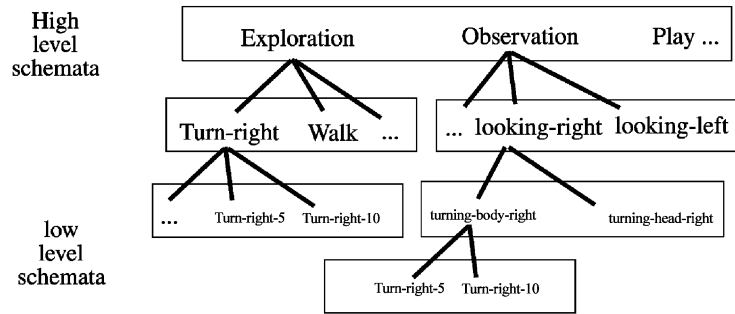 High
level
schemata
Exploration Observation Play ...
Turn-right Walk ...
... looking-right looking-left
... Turn-right-5 Turn-right-10
turning-body-right turning-head-right
low
level
schemata
Turn-right-5 Turn-right-10